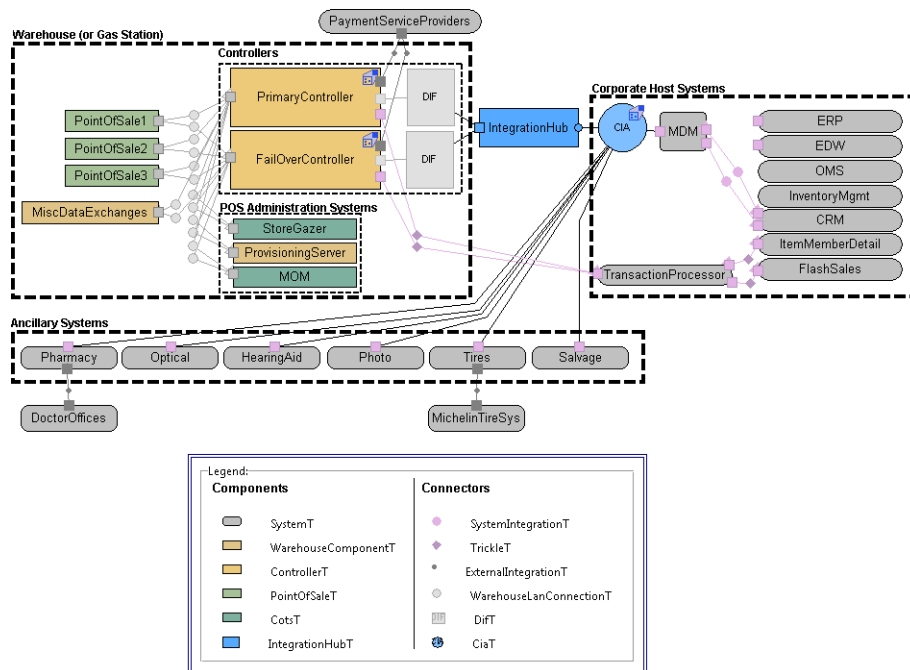 PaymentServiceProviders
Warehouse (or Gas Station)
Controllers
Corporate Host Systems
PrimaryController
DIF
IntegrationHub
CIA
MDM
ERP
PointOfSale1
PointOfSale2
PointOfSale3
FailOverController
DIF
EDW
OMS
InventoryMgmt
MiscDataExchanges
POS Administration Systems
CRM
StoreGazer
ItemMemberDetail
ProvisioningServer
MOM
TransactionProcessor
FlashSales
Ancillary Systems
Pharmacy
Optical
HearingAid
Photo
Tires
Salvage
DoctorOffices
MichelinTireSys
Legend:
Components
Connectors
SystemT
SystemIntegrationT
WarehouseComponentT
TrickleT
ControllerT
ExternalIntegrationT
PointOfSaleT
WarehouseLanConnectionT
CotsT
DIF
DifT
IntegrationHubT
CiaT